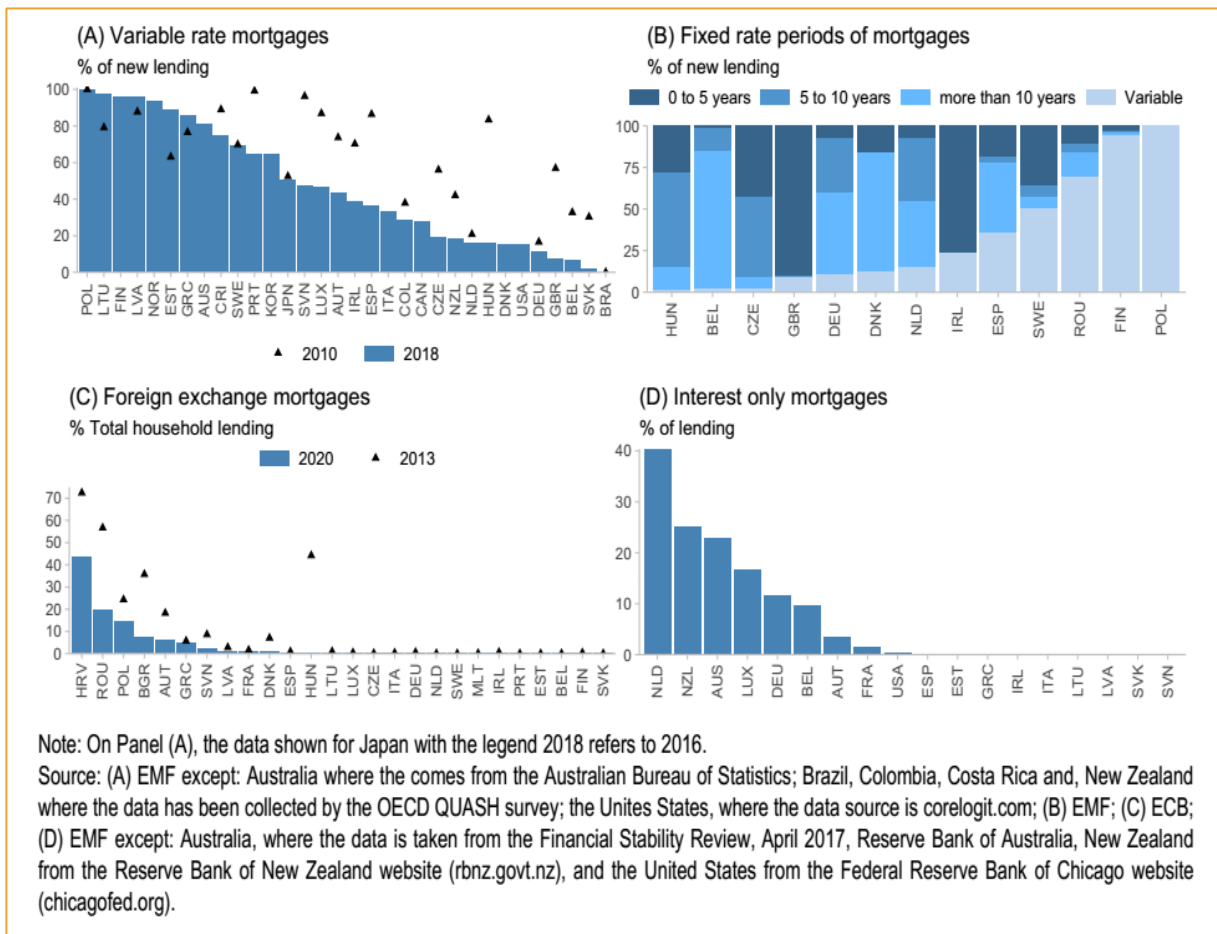 (A) Variable rate mortgages
% of new lending
100
80
60
40
20
0
POL
LTU
FIN
LVA
NOR
EST
GRC
AUS
CRI
SWE
PRT
KOR
JPN
SVN
LUX
AUT
IRL
ESP
ITA
COL
CAN
CZE
NZL
NLD
HUN
DNK
USA
DEU
GBR
BEL
SVK
BRA
2010
2018
(B) Fixed rate periods of mortgages
% of new lending
0 to 5 years
5 to 10 years
more than 10 years
Variable
100
75
50
25
0
HUN
BEL
CZE
GBR
DEU
DNK
NLD
IRL
ESP
SWE
ROU
FIN
POL
(C) Foreign exchange mortgages
% Total household lending
2020
2013
70
60
50
40
30
20
10
0
HRV
ROU
POL
BGR
AUT
GRC
SVN
LVA
FRA
DNK
ESP
HUN
LTU
LUX
CZE
ITA
DEU
NLD
SWE
MLT
IRL
PRT
EST
BEL
FIN
SVK
(D) Interest only mortgages
% of lending
40
30
20
10
0
NLD
NZL
AUS
LUX
DEU
BEL
AUT
FRA
USA
ESP
EST
GRC
IRL
ITA
LTU
LVA
SVK
SVN
Note: On Panel (A), the data shown for Japan with the legend 2018 refers to 2016.
Source: (A) EMF except: Australia where the comes from the Australian Bureau of Statistics; Brazil, Colombia, Costa Rica and, New Zealand
where the data has been collected by the OECD QUASH survey; the Unites States, where the data source is corelogit.com; (B) EMF; (C) ECB;
(D) EMF except: Australia, where the data is taken from the Financial Stability Review, April 2017, Reserve Bank of Australia, New Zealand
from the Reserve Bank of New Zealand website (rbnz.govt.nz), and the United States from the Federal Reserve Bank of Chicago website
(chicagofed.org).